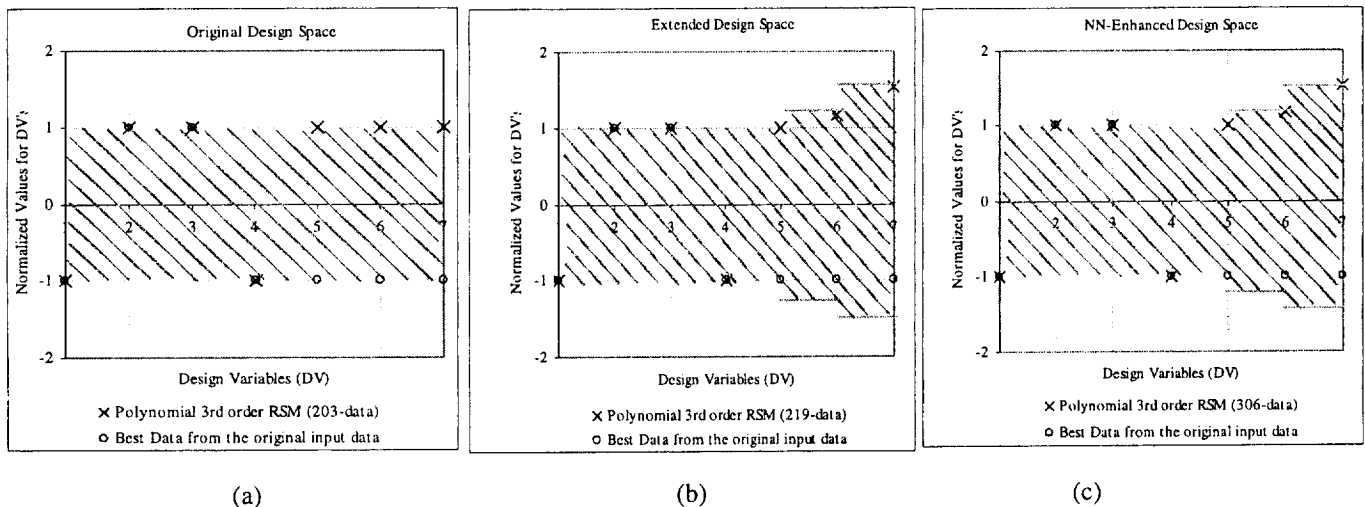 Original Design Space
2
1
0
-1
-2
Normalized Values for DV's
1 2 3 4 5 6 7
Design Variables (DV)
× Polynomial 3rd order RSM (203-data)
o Best Data from the original input data
(a)
Extended Design Space
2
1
0
-1
-2
Normalized Values for DV's
1 2 3 4 5 6 7
Design Variables (DV)
× Polynomial 3rd order RSM (219-data)
o Best Data from the original input data
(b)
NN-Enhanced Design Space
2
1
0
-1
-2
Normalized Values for DV's
1 2 3 4 5 6 7
Design Variables (DV)
× Polynomial 3rd order RSM (306-data)
o Best Data from the original input data
(c)